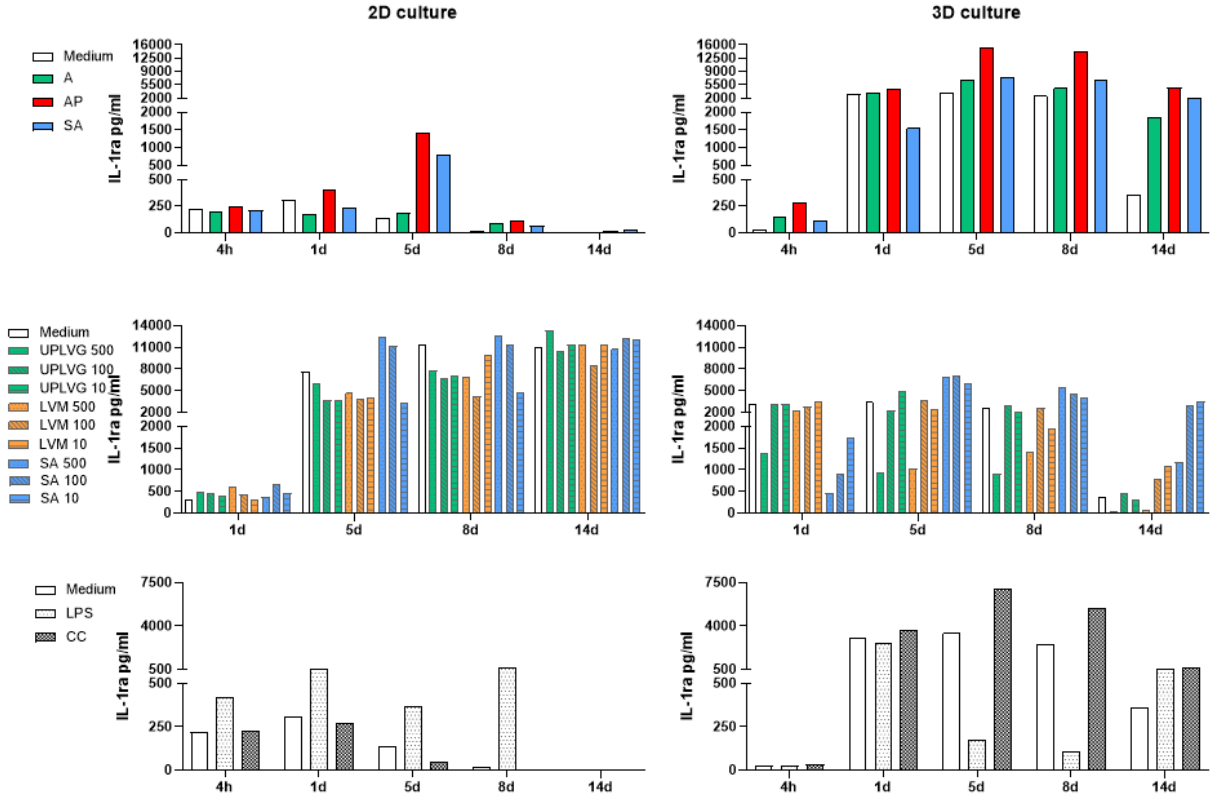 2D culture
3D culture
Medium
A
AP
SA
IL-1ra pg/ml
16000
12500
9000
5500
2000
2000
1500
1000
500
500
250
0
4h 1d 5d 8d 14d
IL-1ra pg/ml
16000
12500
9000
5500
2000
2000
1500
1000
500
500
250
0
4h 1d 5d 8d 14d
Medium
UPLVG 500
UPLVG 100
UPLVG 10
LVM 500
LVM 100
LVM 10
SA 500
SA 100
SA 10
IL-1ra pg/ml
14000
11000
8000
5000
2000
2000
1500
1000
500
0
1d 5d 8d 14d
IL-1ra pg/ml
14000
11000
8000
5000
2000
2000
1500
1000
500
0
1d 5d 8d 14d
Medium
LPS
CC
IL-1ra pg/ml
7500
4000
500
500
250
0
4h 1d 5d 8d 14d
IL-1ra pg/ml
7500
4000
500
500
250
0
4h 1d 5d 8d 14d